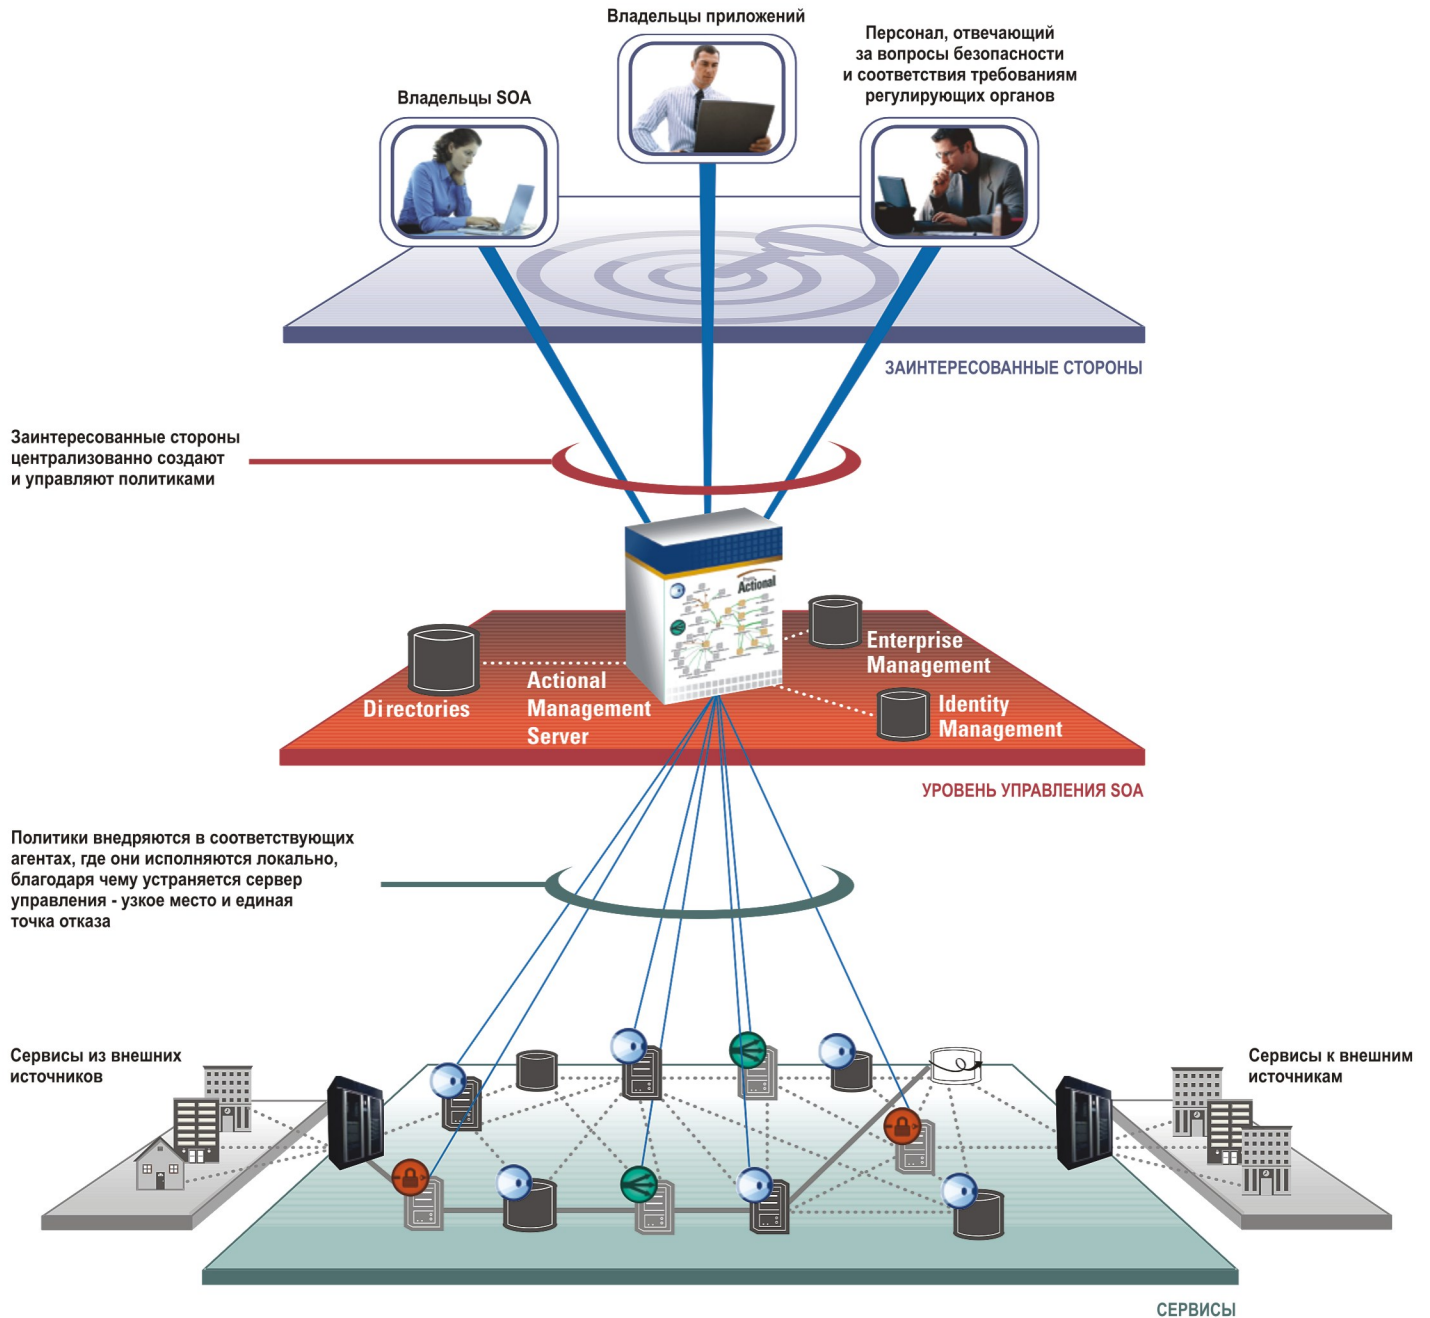 Владельцы приложений
Персонал, отвечающий
за вопросы безопасности
и соответствия требованиям
регулирующих органов
Владельцы SOA
ЗАИНТЕРЕСОВАННЫЕ СТОРОНЫ
Заинтересованные стороны
централизованно создают
и управляют политиками
Actional
Enterprise
Management
Directories
Actional
Management
Server
Identity
Management
УРОВЕНЬ УПРАВЛЕНИЯ SOA
Политики внедряются в соответствующих
агентах, где они исполняются локально,
благодаря чему устраняется сервер
управления - узкое место и единая
точка отказа
Сервисы из внешних
источников
Сервисы к внешним
источникам
СЕРВИСЫ